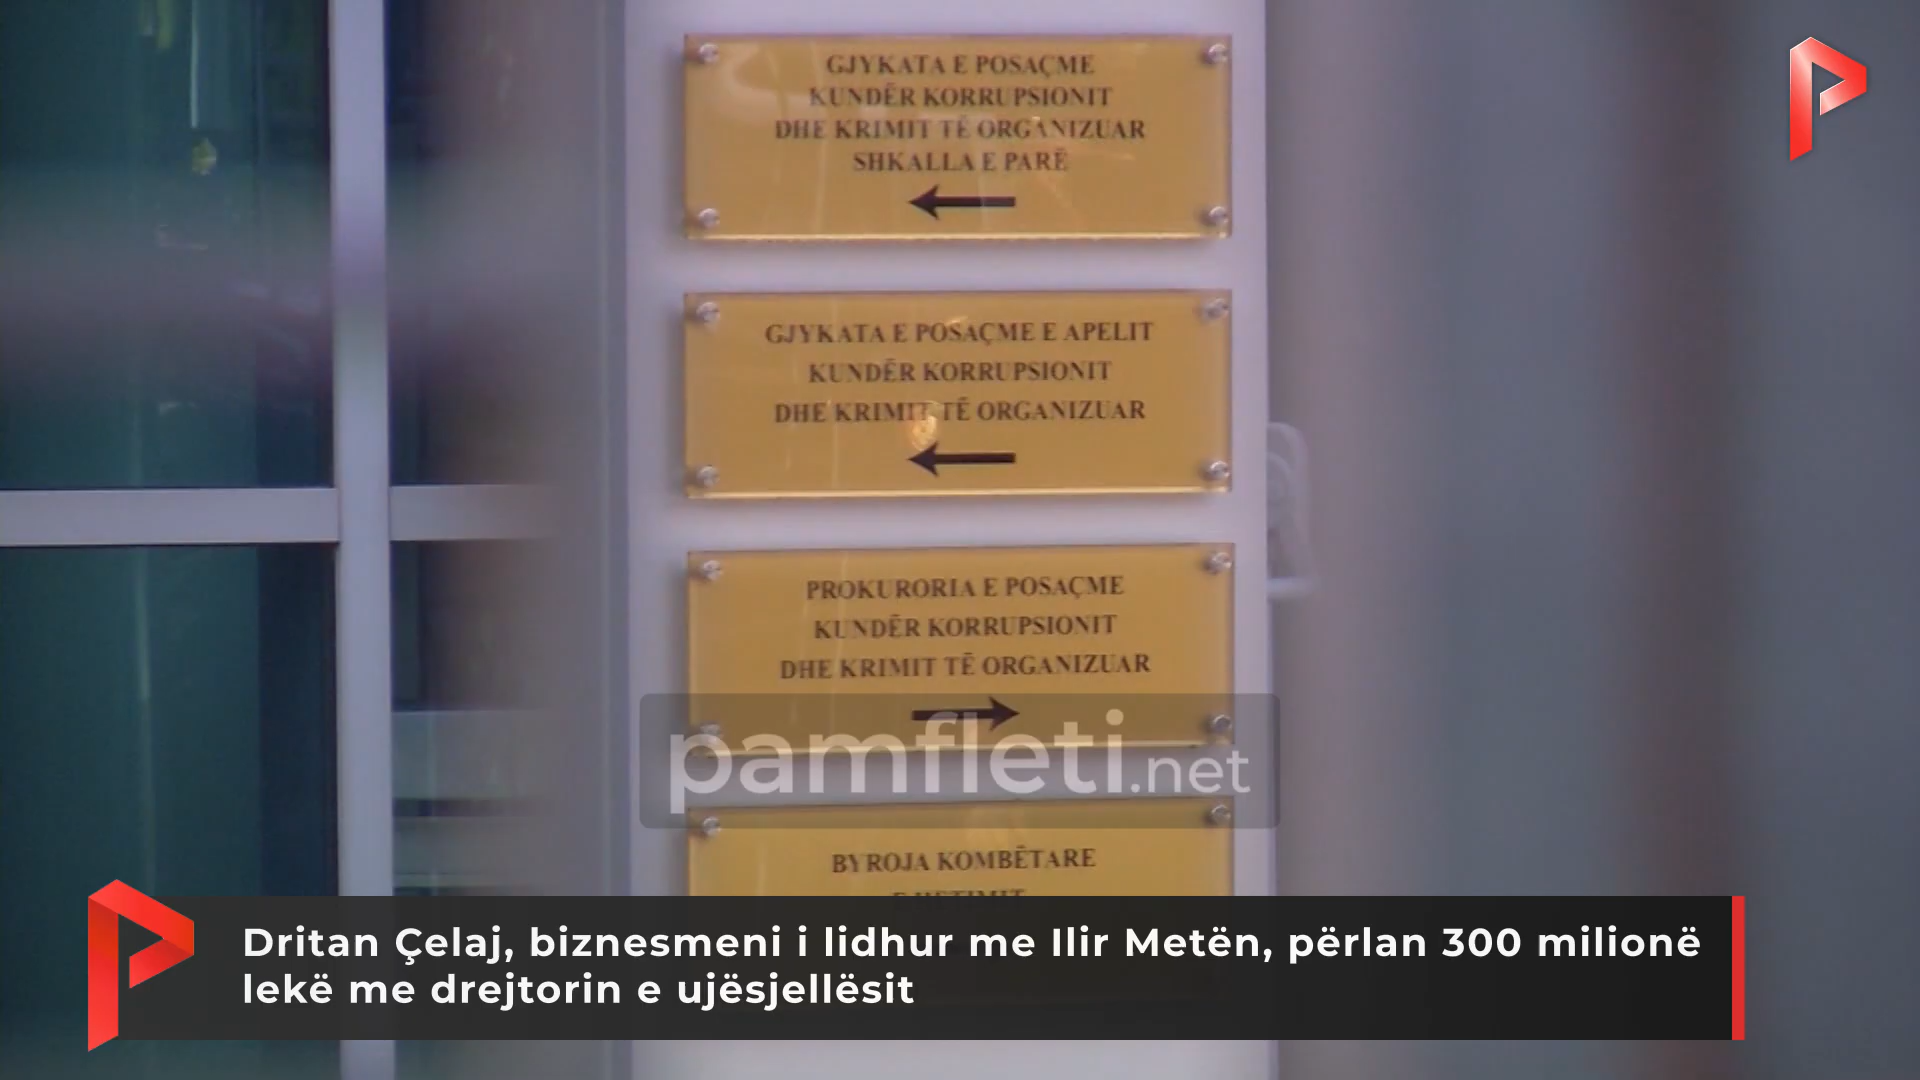 GJYKATA E POSAÇME
KUNDËR KORRUPSIONIT
DHE KRIMIT TË ORGANIZUAR
SHKALLA E PARË
GJYKATA E POSAÇME E APELIT
KUNDËR KORRUPSIONIT
DHE KRIMIT TË ORGANIZUAR
PROKURORIA E POSAÇME
KUNDËR KORRUPSIONIT
DHE KRIMIT TË ORGANIZUAR
pamfleti.net
BYROJA KOMBËTARE
E HETIMIT
Dritan Çelaj, biznesmeni i lidhur me Ilir Metën, përlan 300 milionë
lekë me drejtorin e ujësjellësit